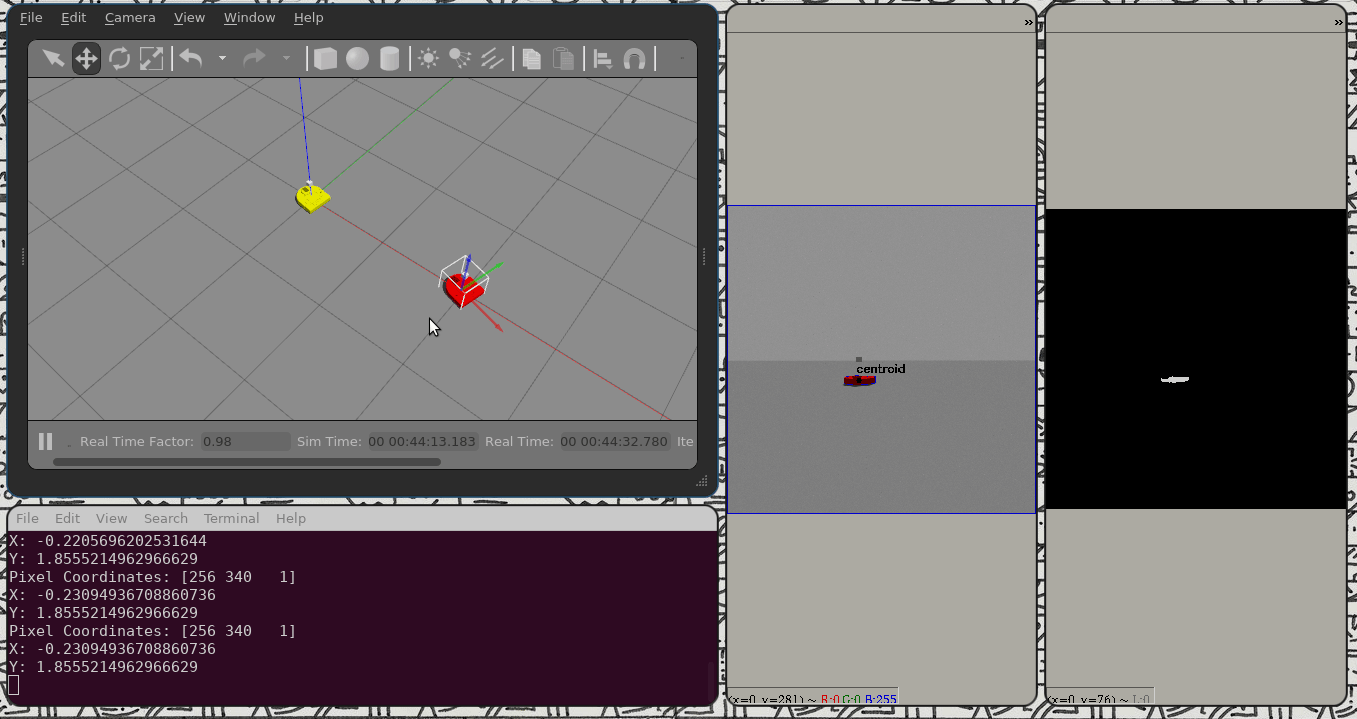 File Edit Camera View Window Help
Real Time Factor: 0.98 Sim Time: 00 00:44:13.183 Real Time: 00 00:44:32.780 Ite
File Edit View Search Terminal Help
X: -0.2205696202531644
Y: 1.8555214962966629
Pixel Coordinates: [256 340   1]
X: -0.23094936708860736
Y: 1.8555214962966629
Pixel Coordinates: [256 340   1]
X: -0.23094936708860736
Y: 1.8555214962966629
»
centroid
(x=0 y=281) ~ R:0 G:0 B:255
»
(x=0 y=76) ~ L:0